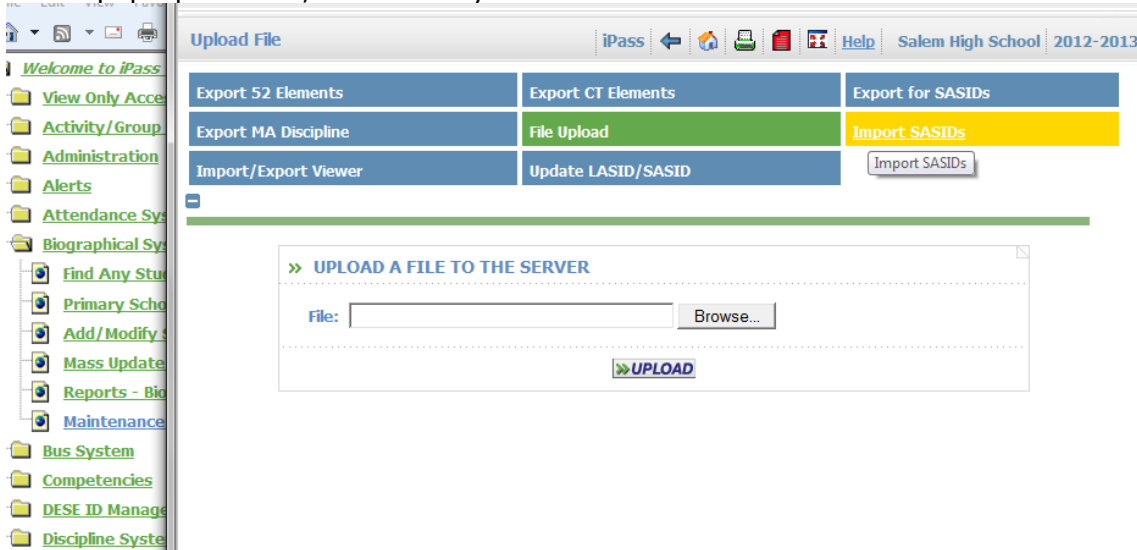 Upload File iPass Help Salem High School 2012-2013
Welcome to iPass
View Only Acce
Activity/Group
Administration
Alerts
Attendance Sys
Biographical Sys
Find Any Stu
Primary Scho
Add/Modify S
Mass Update
Reports - Bio
Maintenance
Bus System
Competencies
DESE ID Manage
Discipline Syste
Export 52 Elements Export CT Elements Export for SASIDs
Export MA Discipline File Upload Import SASIDs
Import/Export Viewer Update LASID/SASID
Import SASIDs
» UPLOAD A FILE TO THE SERVER
File: Browse...
»UPLOAD